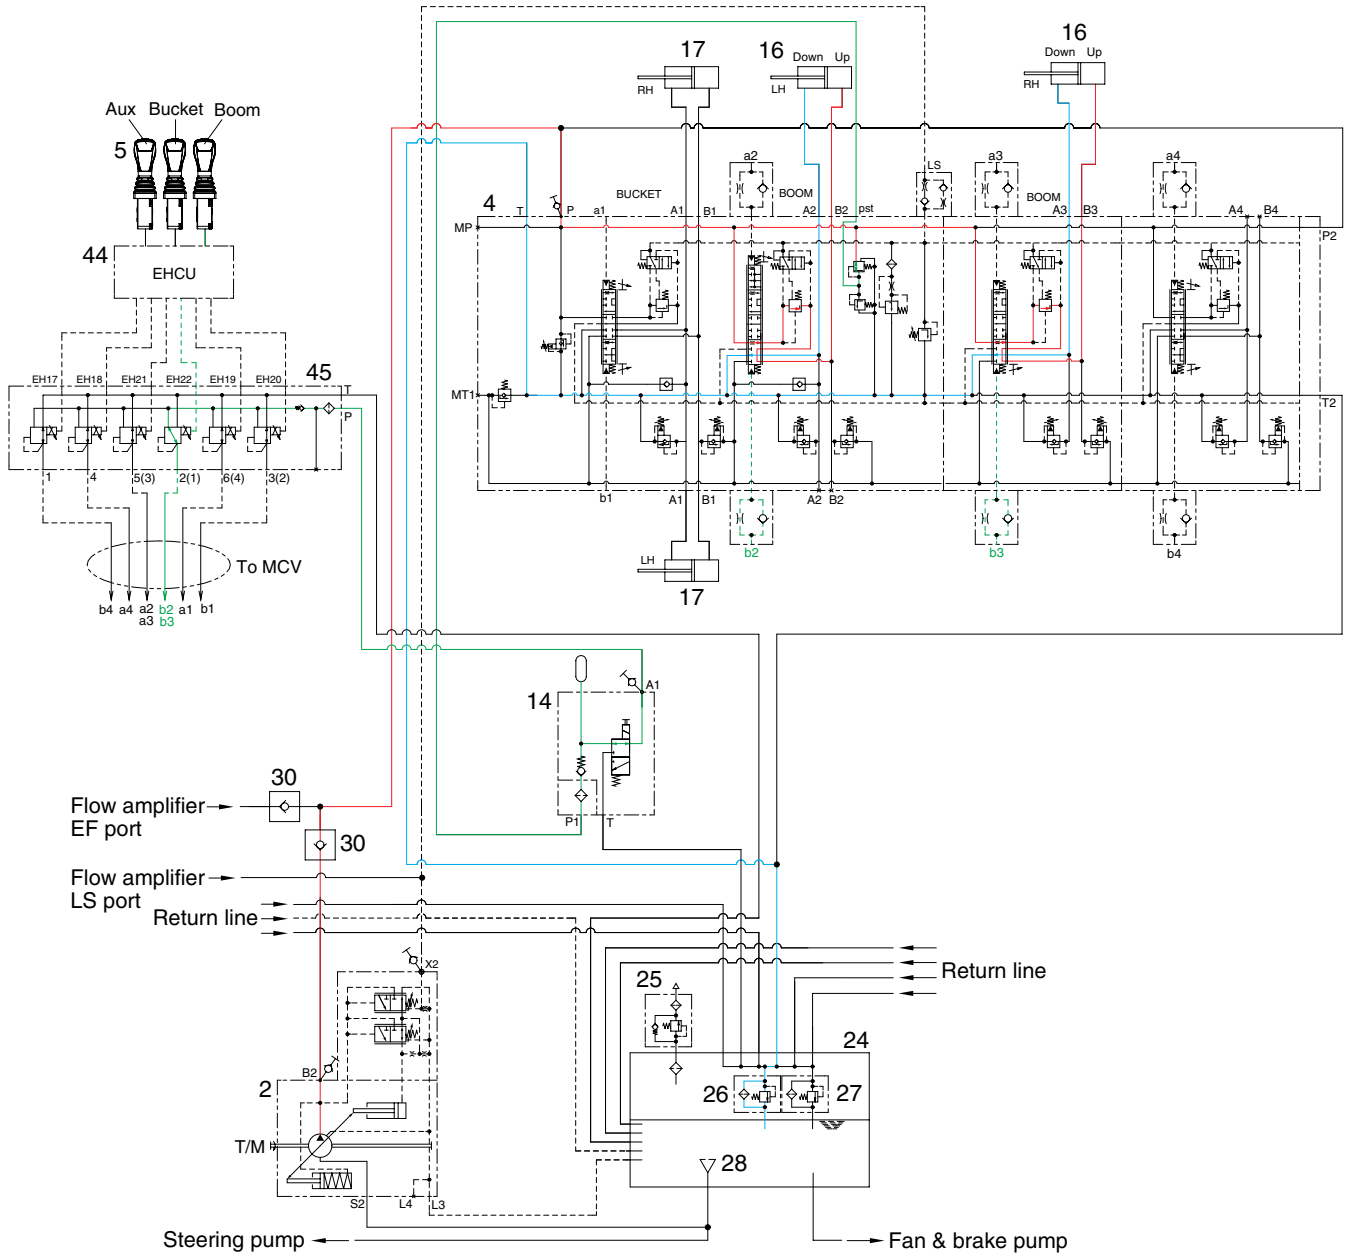 17
16
Down Up
RH
LH
16
Down Up
RH
Aux Bucket Boom
5
44
EHCU
a2
LS
a3
a4
4
BUCKET
BOOM
BOOM
T
P
a1
A1
B1
A2
B2
pst
A3
B3
A4
B4
MP
P2
45
EH17
EH18
EH21
EH22
EH19
EH20
T
P
MT1
T2
1
4
5(3)
2(1)
6(4)
3(2)
b1
A1
B1
A2
B2
b2
b3
b4
LH
17
To MCV
b4
a4
a2
a3
b2
b3
a1
b1
14
A1
30
Flow amplifier
EF port
P1
T
30
Flow amplifier
LS port
Return line
X2
25
Return line
24
B2
2
26
27
T/M
28
S2
L4
L3
Steering pump
Fan & brake pump